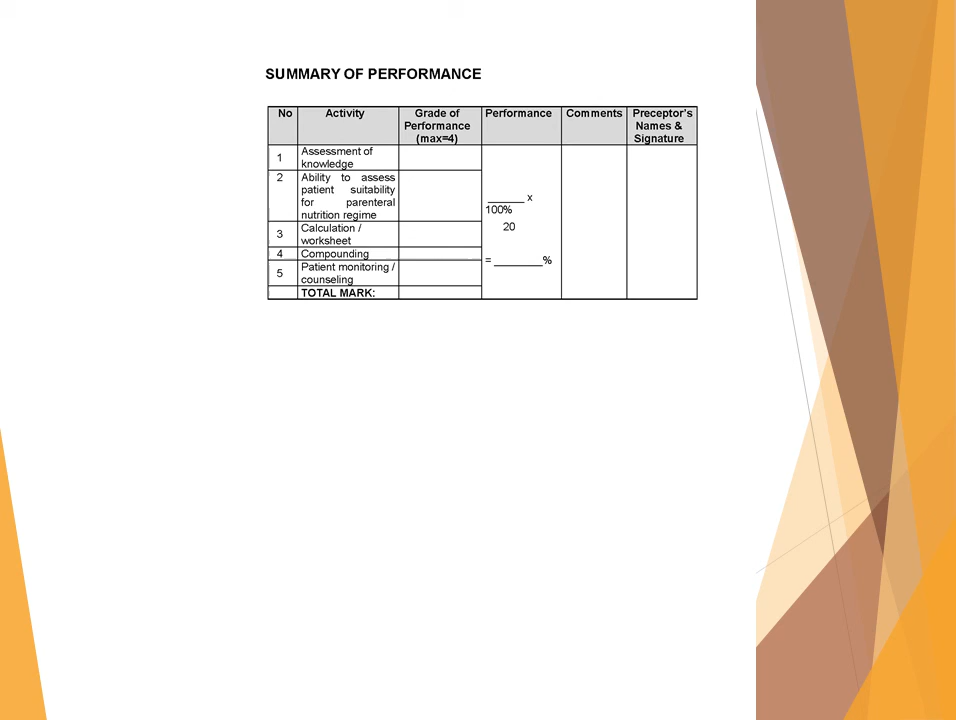 SUMMARY OF PERFORMANCE
No Activity Grade of Performance (max=4) Performance Comments Preceptor's Names & Signature
1 Assessment of
knowledge
2 Ability to assess
patient suitability
for parenteral
nutrition regime
3 Calculation /
worksheet
4 Compounding
5 Patient monitoring /
counseling
TOTAL MARK:
______ x
100%
20
= ________%